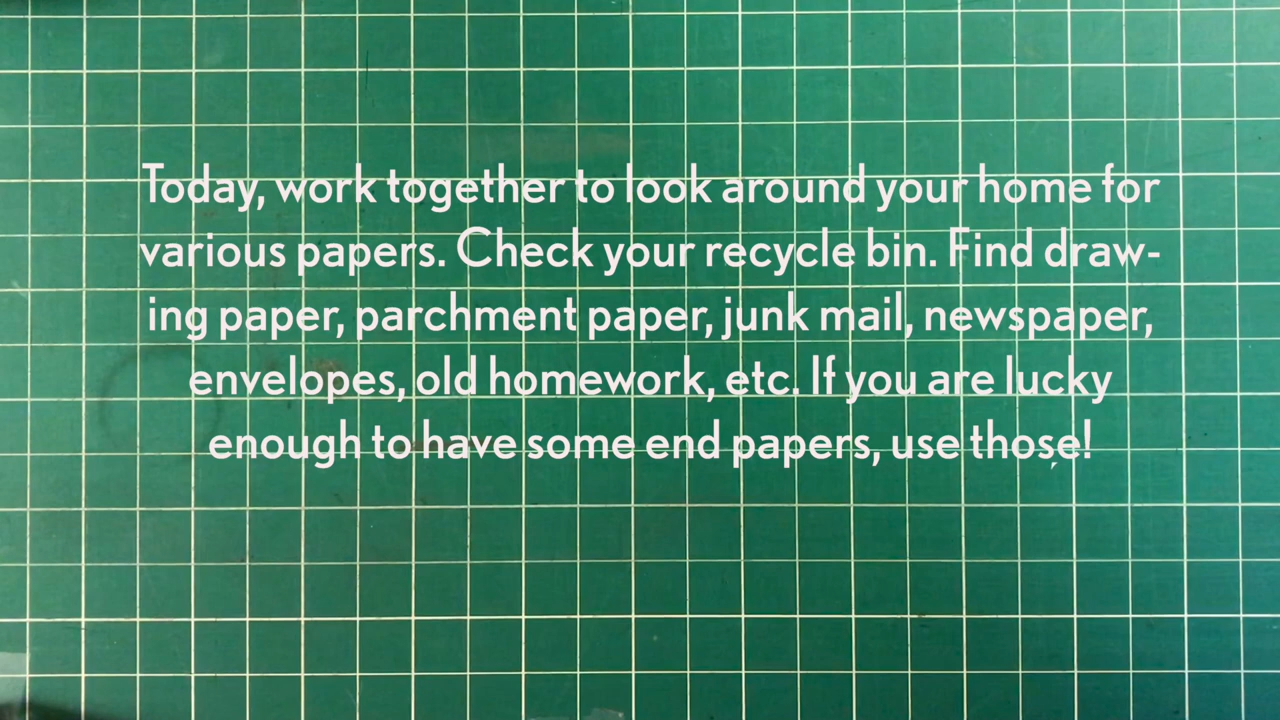 Today, work together to look around your home for
various papers. Check your recycle bin. Find draw-
ing paper, parchment paper, junk mail, newspaper,
envelopes, old homework, etc. If you are lucky
enough to have some end papers, use those!